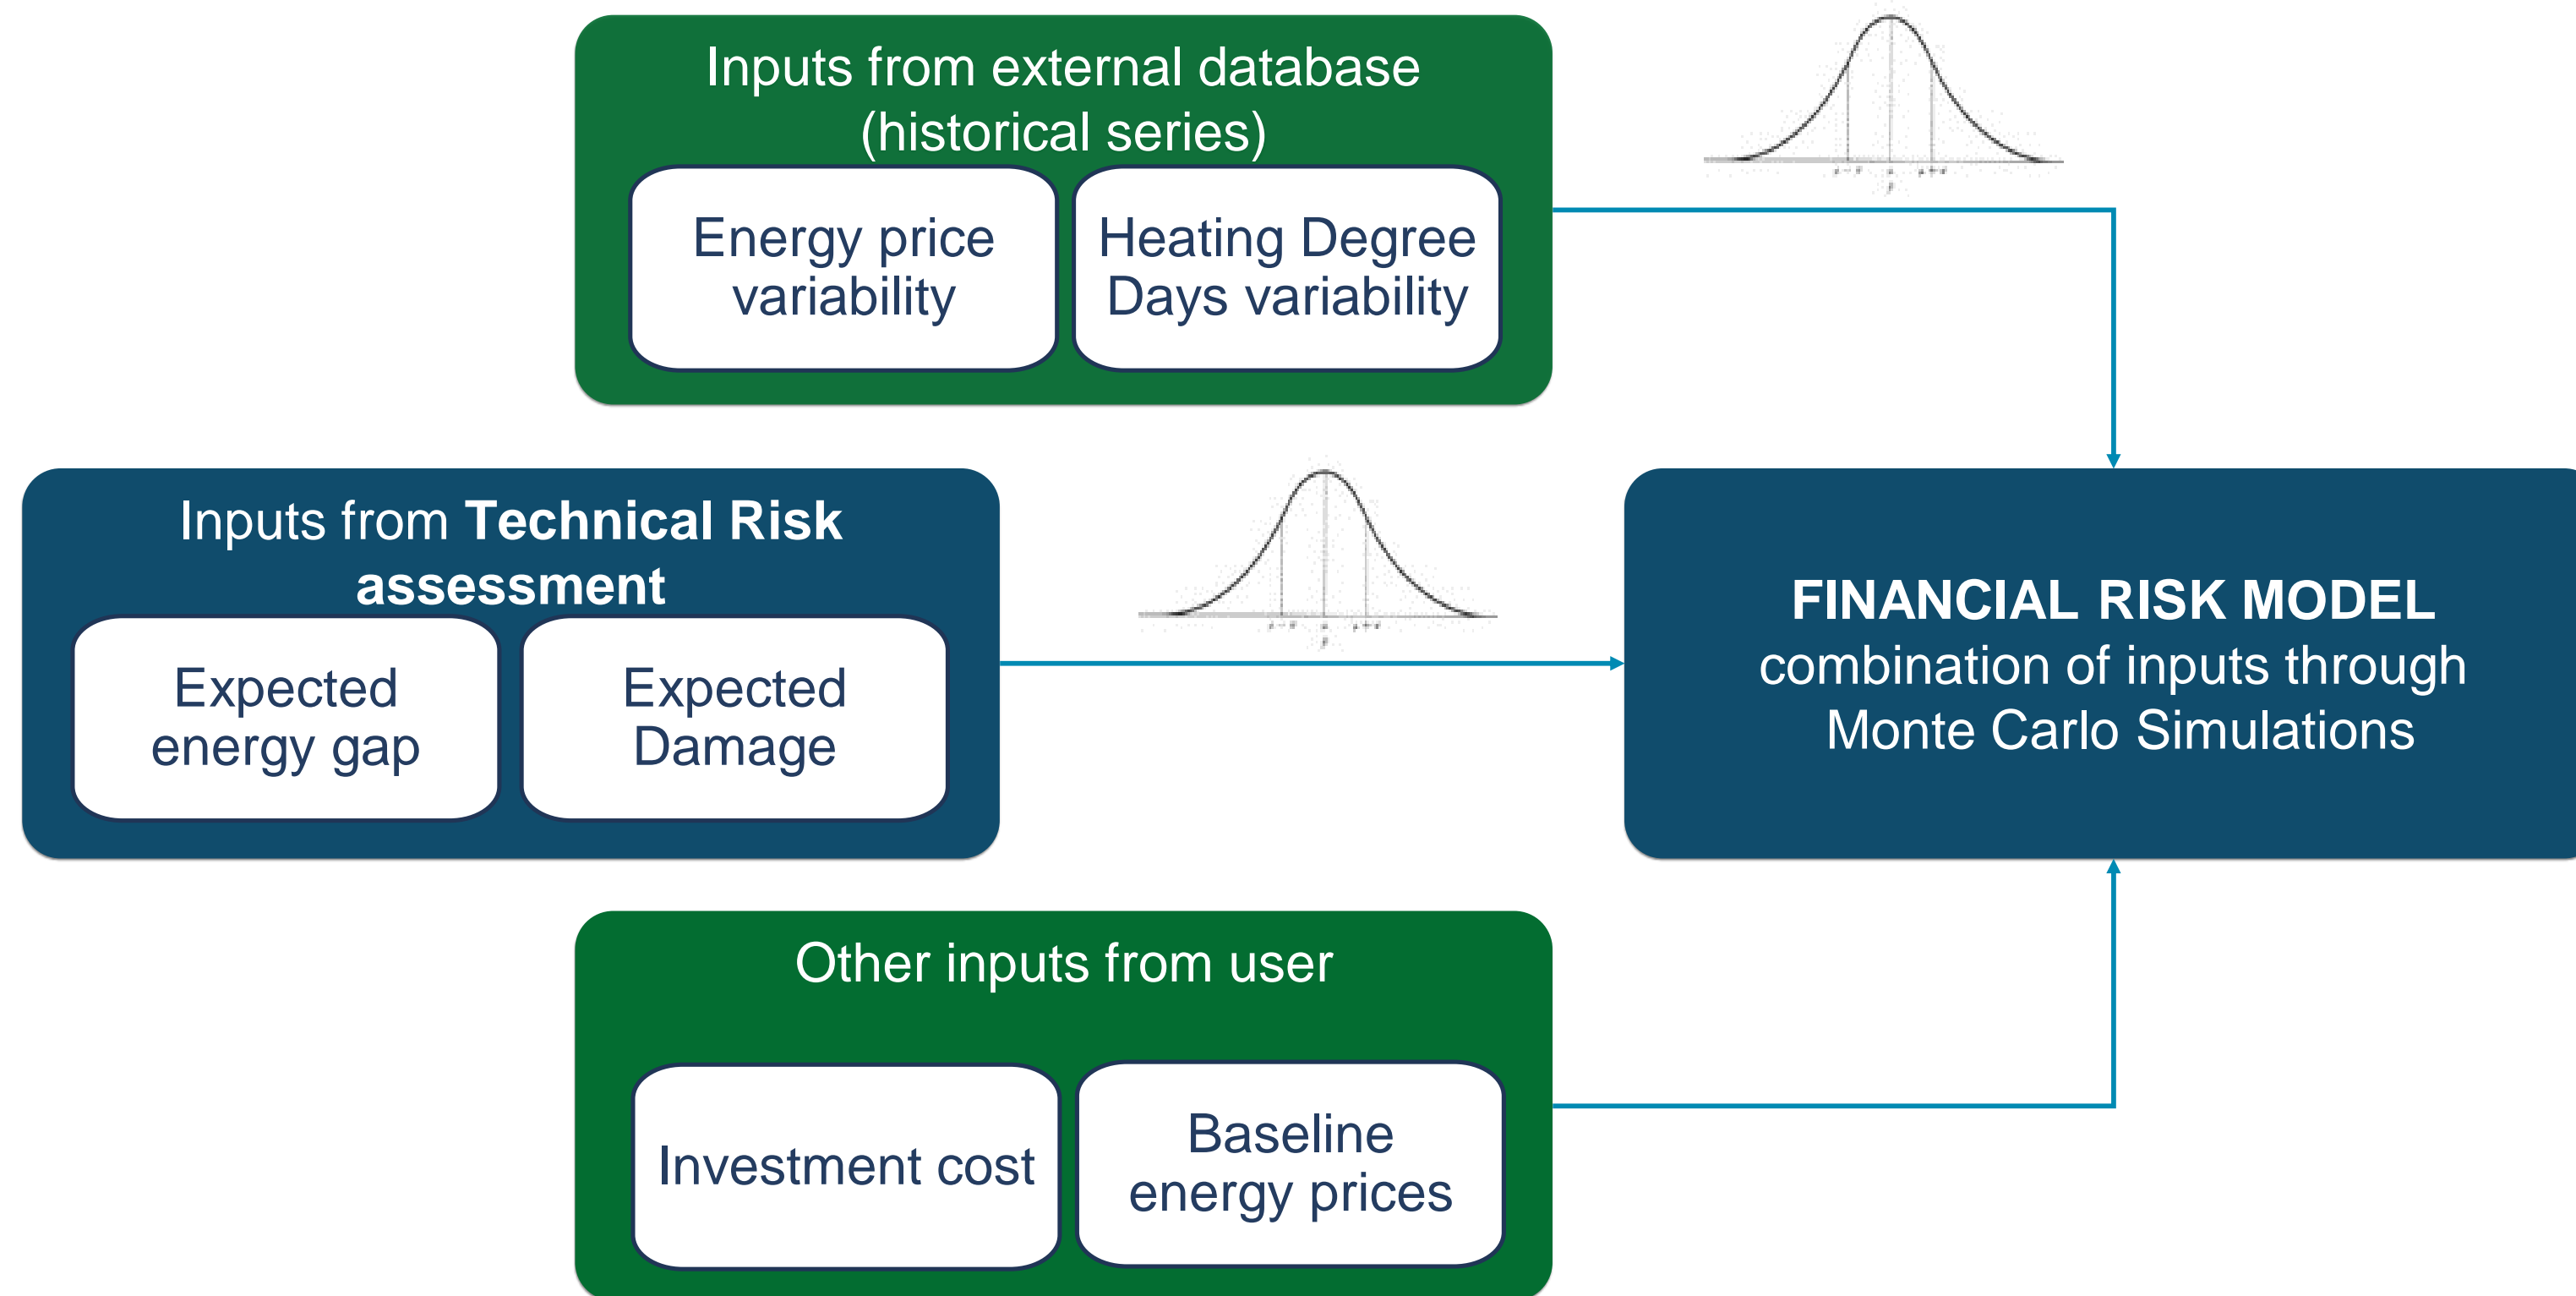 Inputs from external database
(historical series)
Energy price
variability
Heating Degree
Days variability
Inputs from Technical Risk
assessment
Expected
energy gap
Expected
Damage
FINANCIAL RISK MODEL
combination of inputs through
Monte Carlo Simulations
Other inputs from user
Investment cost
Baseline
energy prices